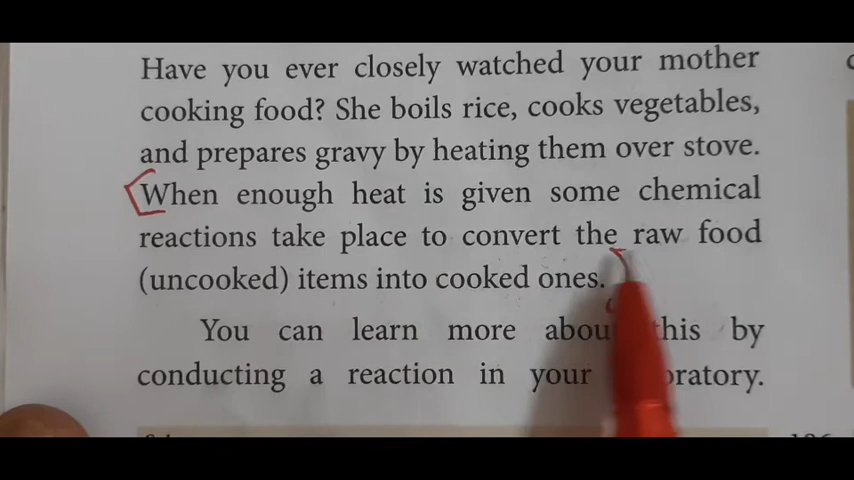 Have you ever closely watched your mother
cooking food? She boils rice, cooks vegetables,
and prepares gravy by heating them over stove.
When enough heat is given some chemical
reactions take place to convert the raw food
(uncooked) items into cooked ones.
You can learn more this by
conducting a reaction in your